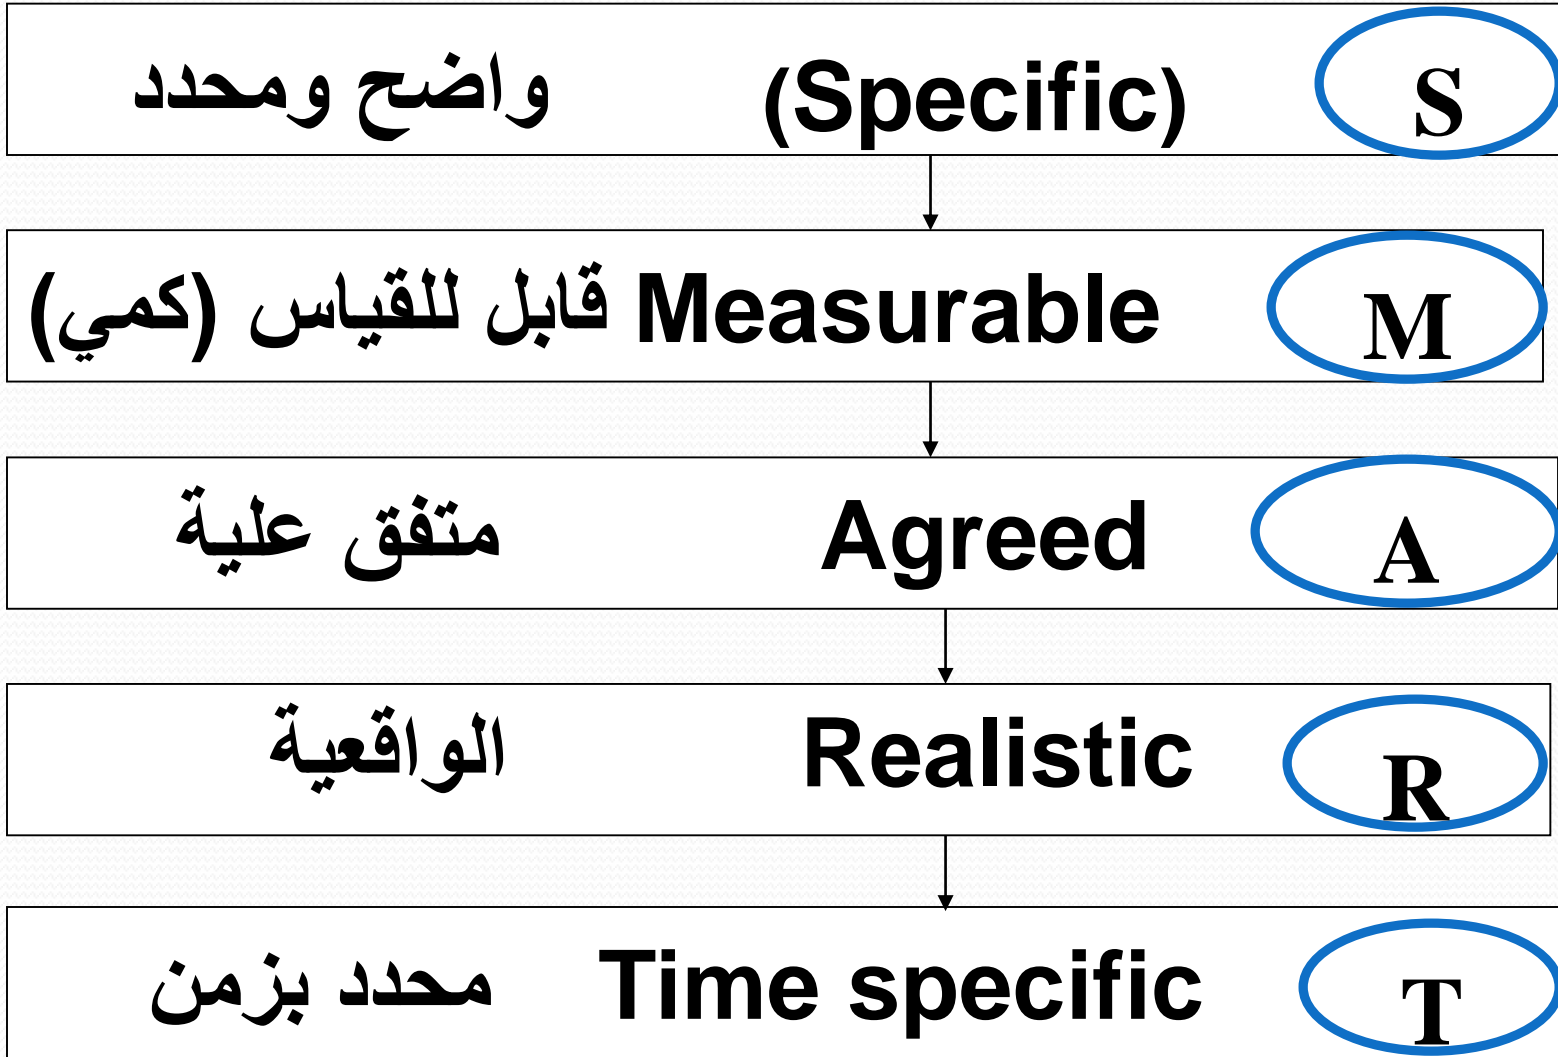 S (Specific) واضح ومحدد
M Measurable قابل للقياس (كمي)
A Agreed متفق علية
R Realistic الواقعية
T Time specific محدد بزمن